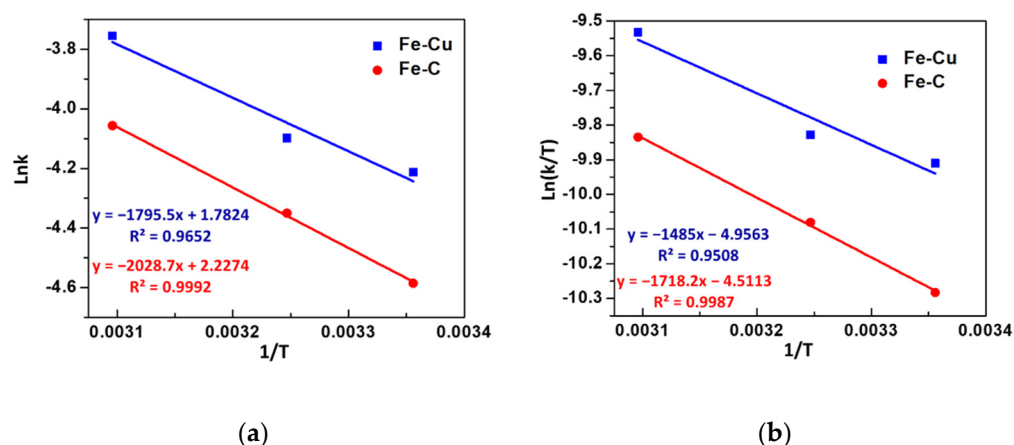 -3.8
-4.0
-4.2
-4.4
-4.6
Lnk
Fe-Cu
Fe-C
y = −1795.5x + 1.7824
R² = 0.9652
y = −2028.7x + 2.2274
R² = 0.9992
0.0031 0.0032 0.0033 0.0034
1/T
(a)
-9.5
-9.6
-9.7
-9.8
-9.9
-10.0
-10.1
-10.2
-10.3
Ln(k/T)
Fe-Cu
Fe-C
y = −1485x − 4.9563
R² = 0.9508
y = −1718.2x − 4.5113
R² = 0.9987
0.0031 0.0032 0.0033 0.0034
1/T
(b)